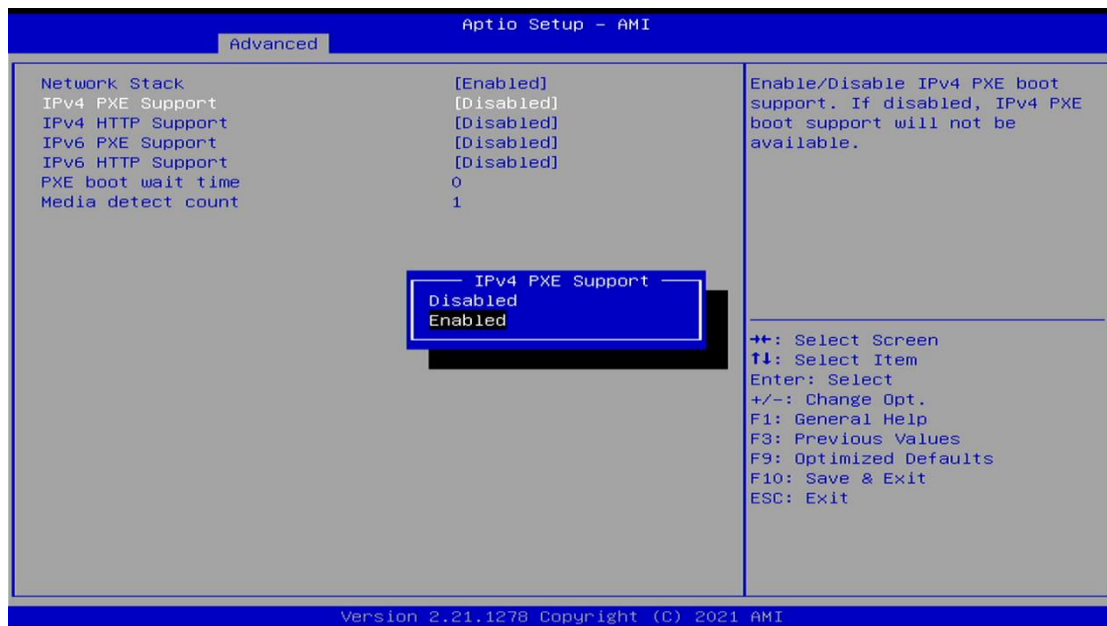 Aptio Setup – AMI
Advanced
Network Stack [Enabled]
IPv4 PXE Support [Disabled]
IPv4 HTTP Support [Disabled]
IPv6 PXE Support [Disabled]
IPv6 HTTP Support [Disabled]
PXE boot wait time 0
Media detect count 1
Enable/Disable IPv4 PXE boot
support. If disabled, IPv4 PXE
boot support will not be
available.
IPv4 PXE Support
Disabled
Enabled
→←: Select Screen
↑↓: Select Item
Enter: Select
+/-: Change Opt.
F1: General Help
F3: Previous Values
F9: Optimized Defaults
F10: Save & Exit
ESC: Exit
Version 2.21.1278 Copyright (C) 2021 AMI